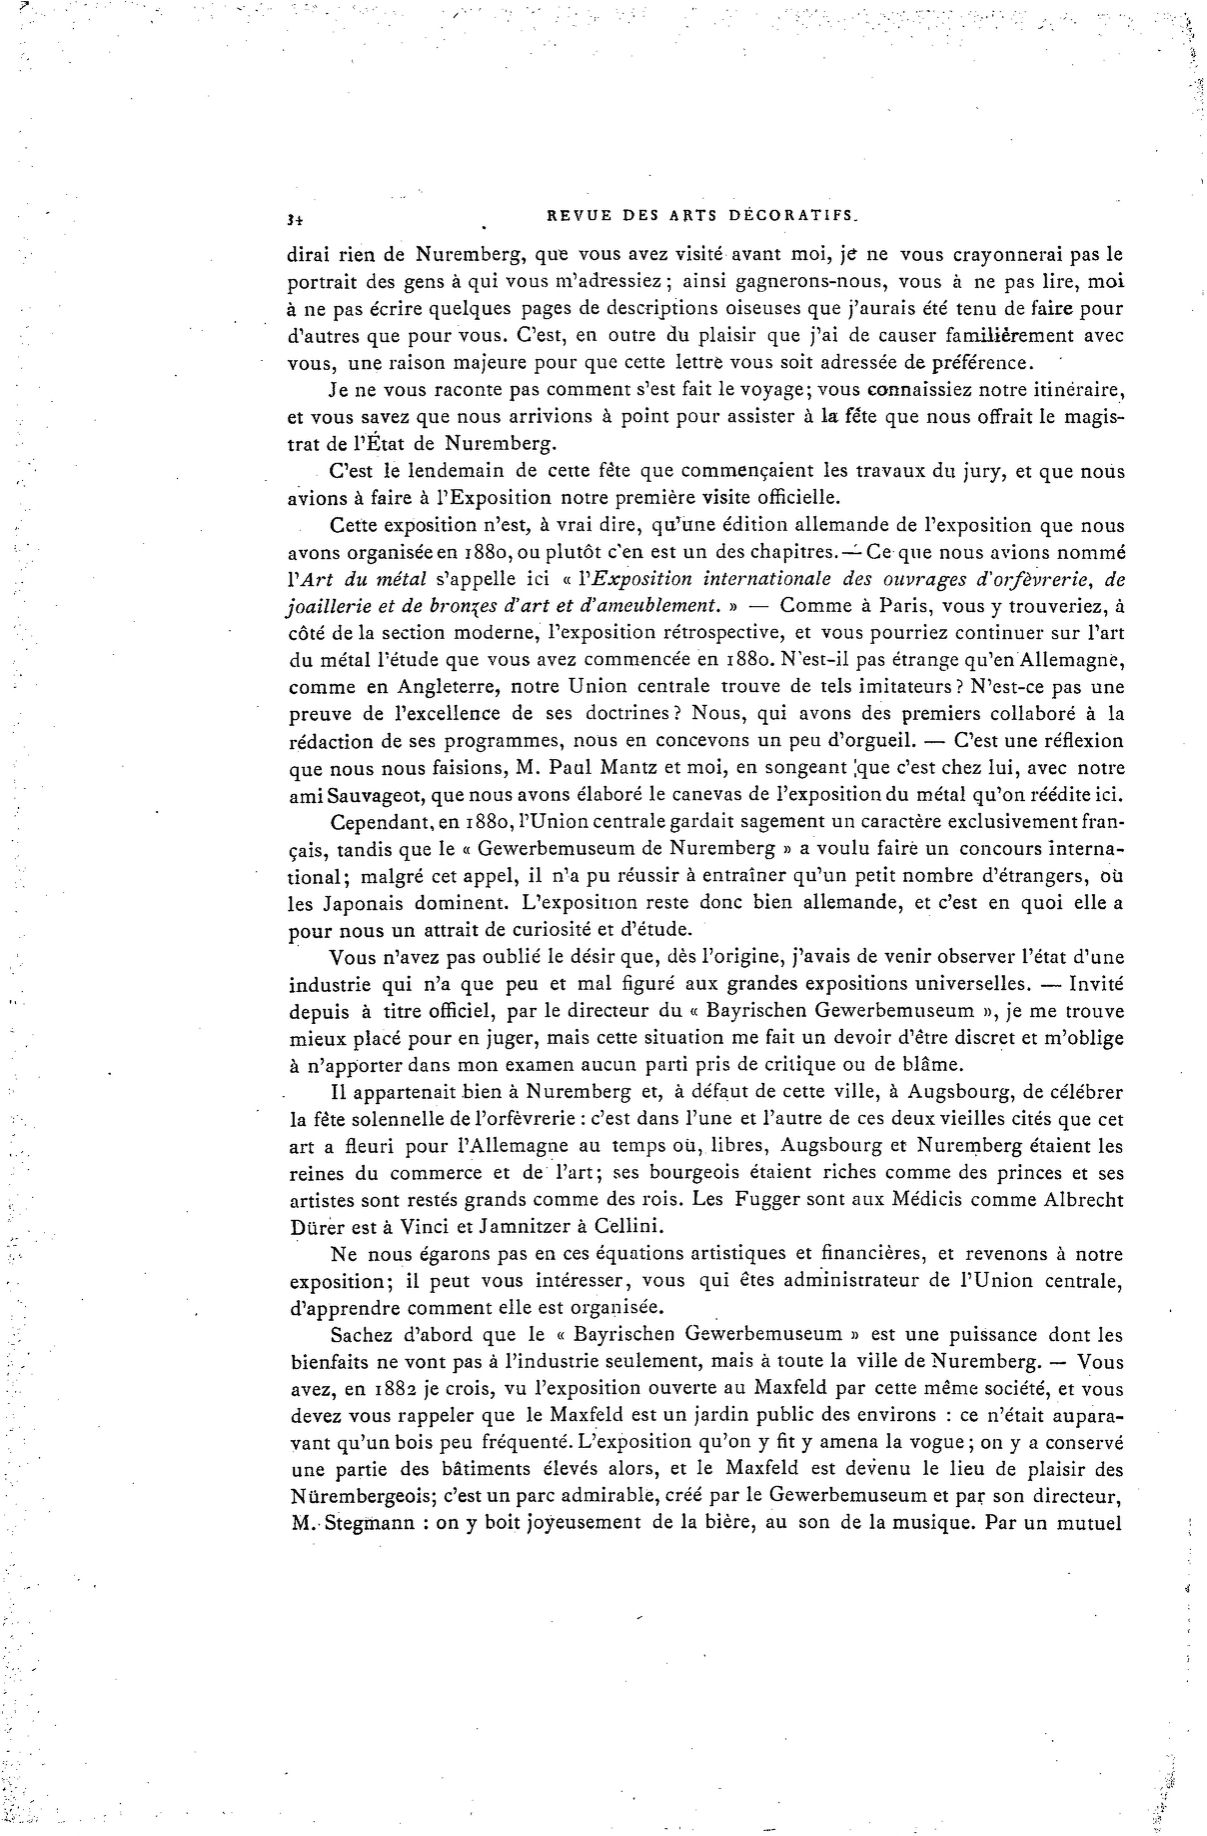 34
REVUE DES ARTS DÉCORATIFS.
dirai rien de Nuremberg, que vous avez visité avant moi, je ne vous crayonnerai pas le
portrait des gens à qui vous m'adressiez ; ainsi gagnerons-nous, vous à ne pas lire, moi
à ne pas écrire quelques pages de descriptions oiseuses que j'aurais été tenu de faire pour
d'autres que pour vous. C'est, en outre du plaisir que j'ai de causer familièrement avec
vous, une raison majeure pour que cette lettre vous soit adressée de préférence.
Je ne vous raconte pas comment s'est fait le voyage; vous connaissiez notre itinéraire,
et vous savez que nous arrivions à point pour assister à la fête que nous offrait le magis-
trat de l'État de Nuremberg.
C'est le lendemain de cette fête que commençaient les travaux du jury, et que nous
avions à faire à l'Exposition notre première visite officielle.
Cette exposition n'est, à vrai dire, qu'une édition allemande de l'exposition que nous
avons organisée en 1880, ou plutôt c'en est un des chapitres. — Ce que nous avions nommé
l'Art du métal s'appelle ici « l'Exposition internationale des ouvrages d'orfèvrerie, de
joaillerie et de bronzes d'art et d'ameublement. » — Comme à Paris, vous y trouveriez, à
côté de la section moderne, l'exposition rétrospective, et vous pourriez continuer sur l'art
du métal l'étude que vous avez commencée en 1880. N'est-il pas étrange qu'en Allemagne,
comme en Angleterre, notre Union centrale trouve de tels imitateurs ? N'est-ce pas une
preuve de l'excellence de ses doctrines ? Nous, qui avons des premiers collaboré à la
rédaction de ses programmes, nous en concevons un peu d'orgueil. — C'est une réflexion
que nous nous faisions, M. Paul Mantz et moi, en songeant que c'est chez lui, avec notre
ami Sauvageot, que nous avons élaboré le canevas de l'exposition du métal qu'on réédite ici.
Cependant, en 1880, l'Union centrale gardait sagement un caractère exclusivement fran-
çais, tandis que le « Gewerbemuseum de Nuremberg » a voulu faire un concours interna-
tional; malgré cet appel, il n'a pu réussir à entraîner qu'un petit nombre d'étrangers, où
les Japonais dominent. L'exposition reste donc bien allemande, et c'est en quoi elle a
pour nous un attrait de curiosité et d'étude.
Vous n'avez pas oublié le désir que, dès l'origine, j'avais de venir observer l'état d'une
industrie qui n'a que peu et mal figuré aux grandes expositions universelles. — Invité
depuis à titre officiel, par le directeur du « Bayrischen Gewerbemuseum », je me trouve
mieux placé pour en juger, mais cette situation me fait un devoir d'être discret et m'oblige
à n'apporter dans mon examen aucun parti pris de critique ou de blâme.
Il appartenait bien à Nuremberg et, à défaut de cette ville, à Augsbourg, de célébrer
la fête solennelle de l'orfèvrerie : c'est dans l'une et l'autre de ces deux vieilles cités que cet
art a fleuri pour l'Allemagne au temps où, libres, Augsbourg et Nuremberg étaient les
reines du commerce et de l'art; ses bourgeois étaient riches comme des princes et ses
artistes sont restés grands comme des rois. Les Fugger sont aux Médicis comme Albrecht
Dürer est à Vinci et Jamnitzer à Cellini.
Ne nous égarons pas en ces équations artistiques et financières, et revenons à notre
exposition; il peut vous intéresser, vous qui êtes administrateur de l'Union centrale,
d'apprendre comment elle est organisée.
Sachez d'abord que le « Bayrischen Gewerbemuseum » est une puissance dont les
bienfaits ne vont pas à l'industrie seulement, mais à toute la ville de Nuremberg. — Vous
avez, en 1882 je crois, vu l'exposition ouverte au Maxfeld par cette même société, et vous
devez vous rappeler que le Maxfeld est un jardin public des environs : ce n'était aupara-
vant qu'un bois peu fréquenté. L'exposition qu'on y fit y amena la vogue ; on y a conservé
une partie des bâtiments élevés alors, et le Maxfeld est devenu le lieu de plaisir des
Nürembergeois; c'est un parc admirable, créé par le Gewerbemuseum et par son directeur,
M. Stegmann : on y boit joyeusement de la bière, au son de la musique. Par un mutuel